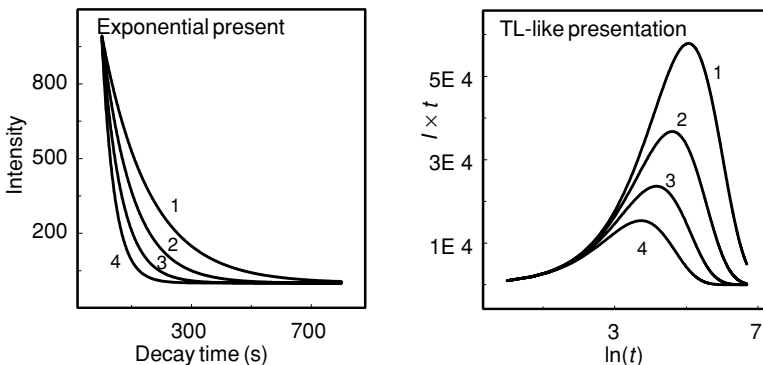 Exponential present
800
500
200
Intensity
1
2
3
4
300
700
Decay time (s)
TL-like presentation
5E 4
3E 4
1E 4
I × t
1
2
3
4
3
7
ln(t)